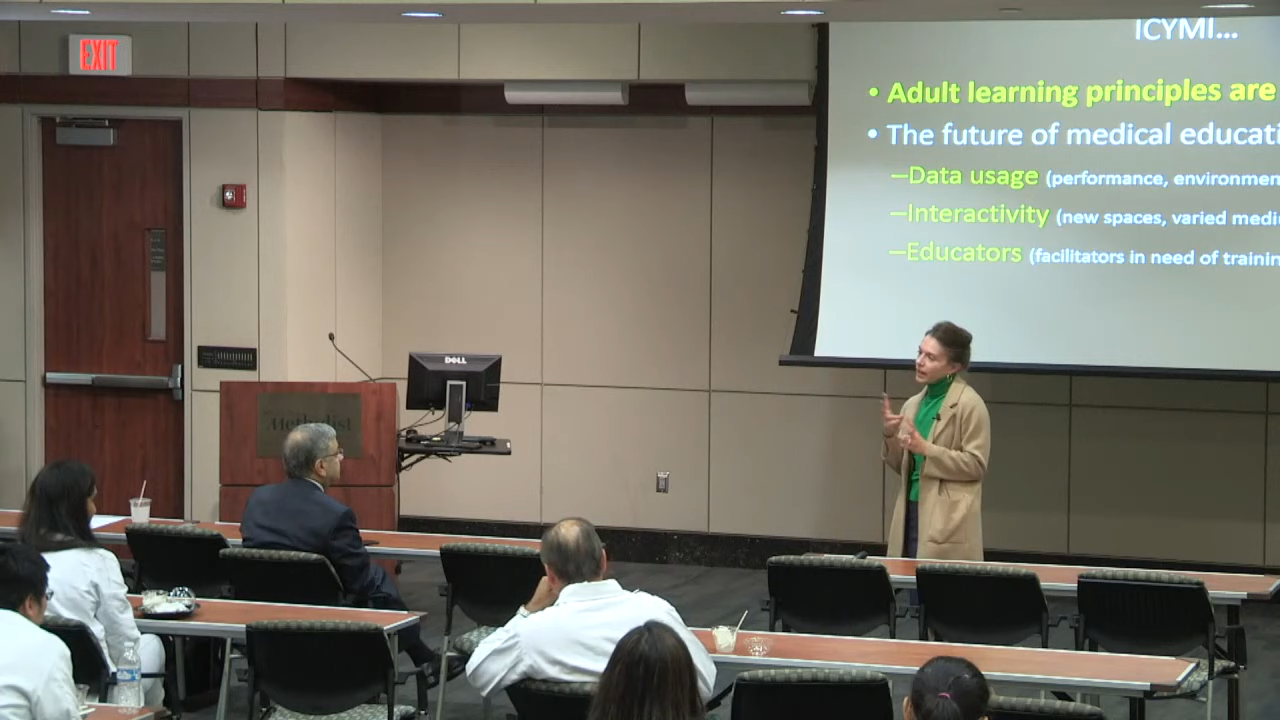 EXIT
ICYMI...
• Adult learning principles are
• The future of medical educati
–Data usage (performance, environmen
–Interactivity (new spaces, varied medi
–Educators (facilitators in need of trainin
DELL
Methodist